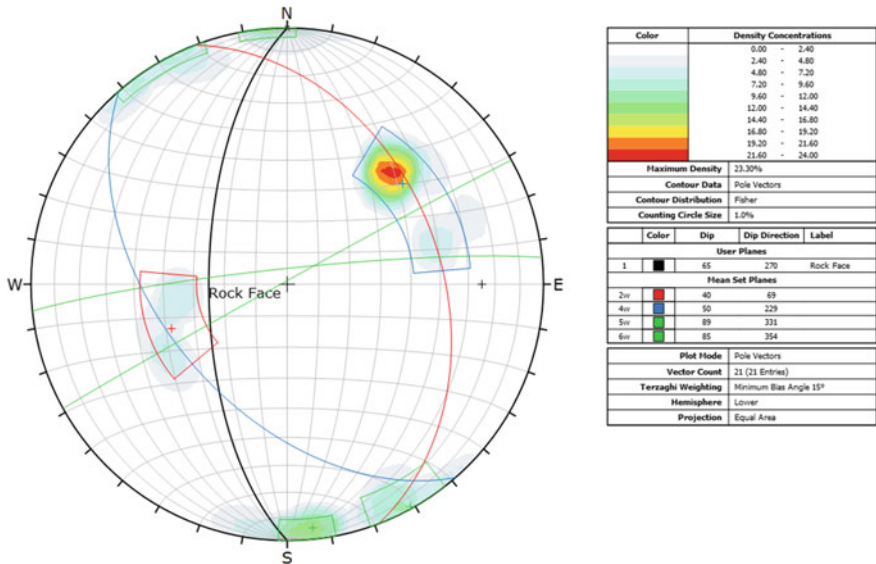 N
W
E
S
Rock Face
Color Density Concentrations
0.00 - 2.40
2.40 - 4.80
4.80 - 7.20
7.20 - 9.60
9.60 - 12.00
12.00 - 14.40
14.40 - 16.80
16.80 - 19.20
19.20 - 21.60
21.60 - 24.00
Maximum Density 23.30%
Contour Data Pole Vectors
Contour Distribution Fisher
Counting Circle Size 1.0%
Color Dip Dip Direction Label
User Planes
1 65 270 Rock Face
Mean Set Planes
2w 40 69
4w 50 229
5w 89 331
6w 85 354
Plot Mode Pole Vectors
Vector Count 21 (21 Entries)
Terzaghi Weighting Minimum Bias Angle 15°
Hemisphere Lower
Projection Equal Area